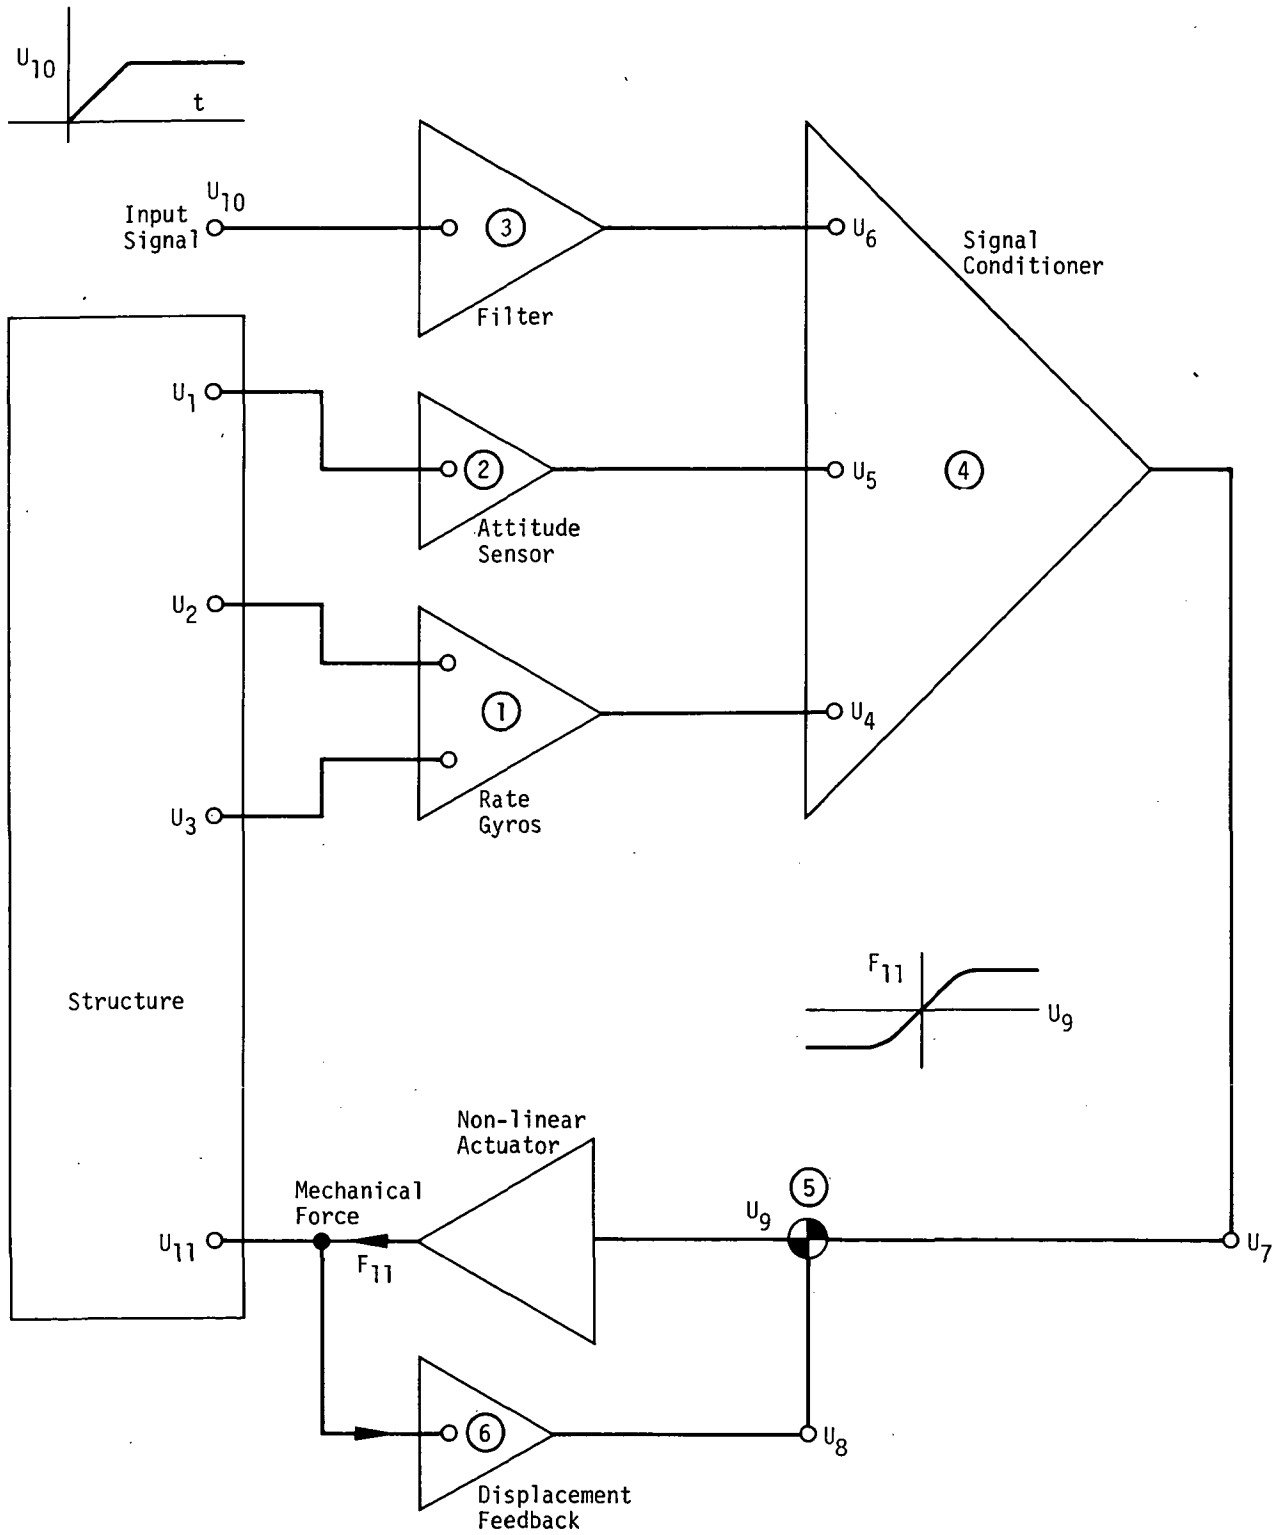 U10
t
U10
Input
Signal
3
Filter
U6
Signal
Conditioner
U1
2
Attitude
Sensor
U5
4
U2
1
Rate
Gyros
U4
U3
Structure
F11
U9
Non-linear
Actuator
Mechanical
Force
U11
F11
U9
5
U7
6
Displacement
Feedback
U8